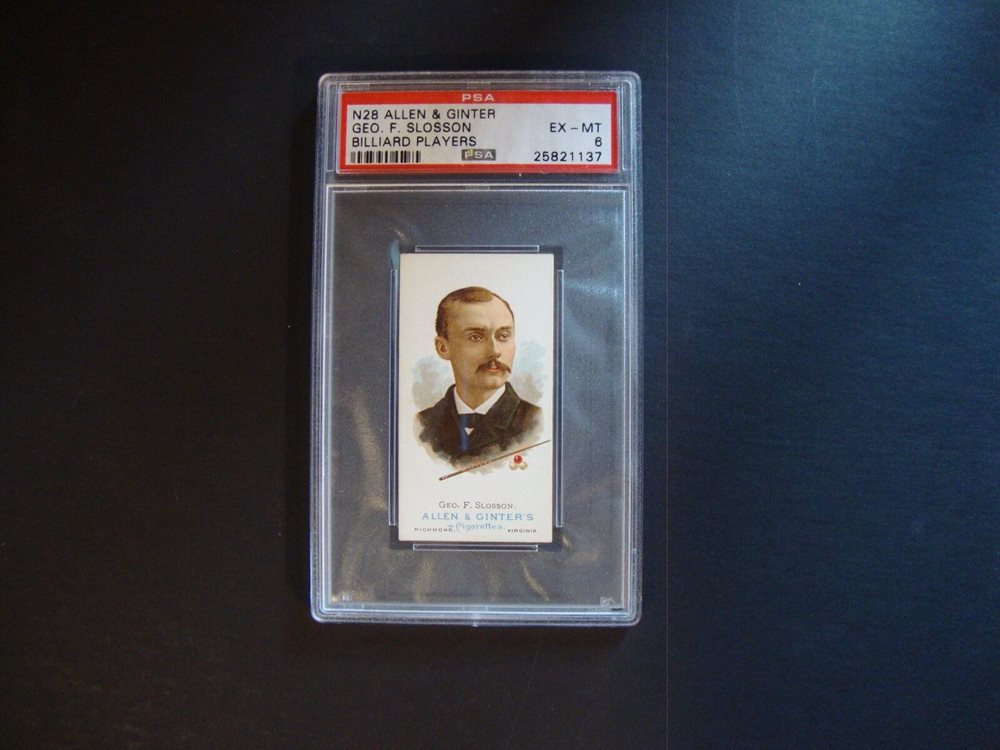 PSA
N28 ALLEN & GINTER
GEO. F. SLOSSON EX - MT
BILLIARD PLAYERS 6
PSA 25821137
GEO. F. SLOSSON.
ALLEN & GINTER'S
RICHMOND, Cigarettes VIRGINIA.